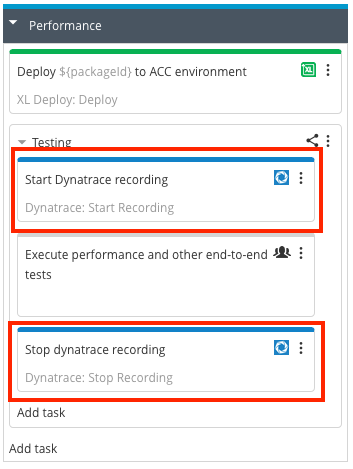 Performance
Deploy ${packageId} to ACC environment
XL
XL Deploy: Deploy
Testing
Start Dynatrace recording
Dynatrace: Start Recording
Execute performance and other end-to-end
tests
Stop dynatrace recording
Dynatrace: Stop Recording
Add task
Add task